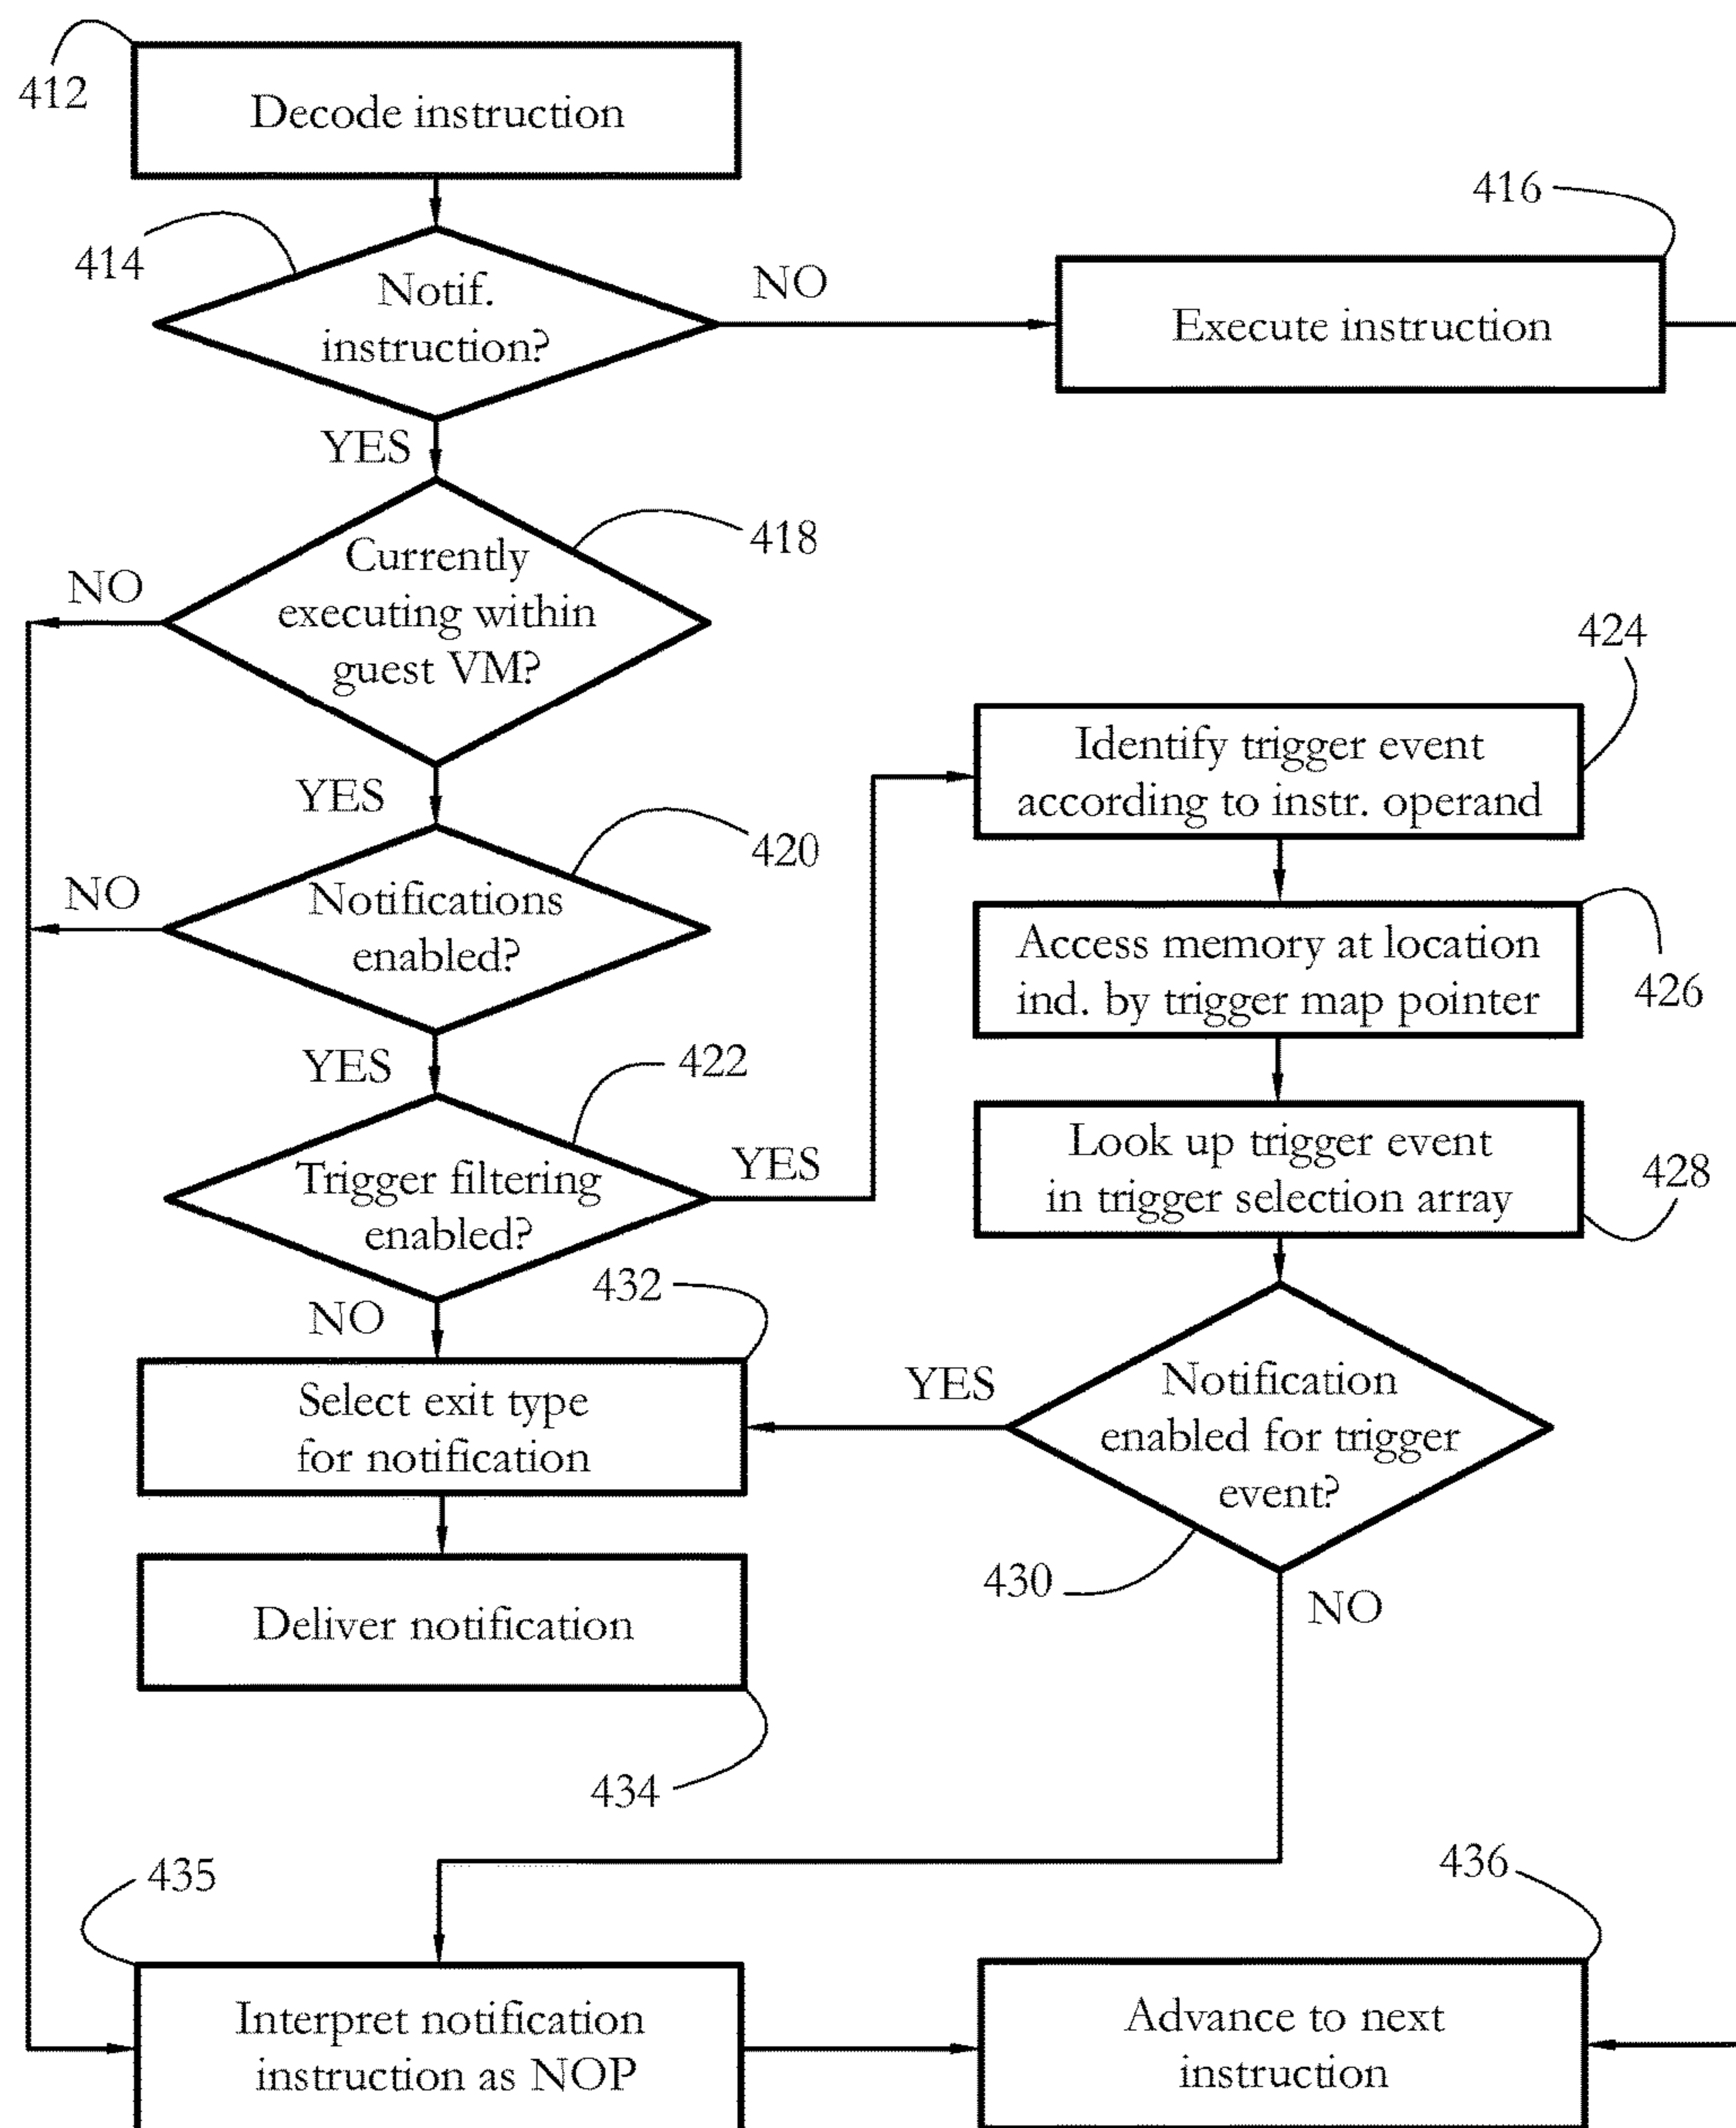 412
Decode instruction
414
Notif.
instruction?
NO
416
Execute instruction
YES
418
Currently
executing within
guest VM?
NO
YES
420
Notifications
enabled?
NO
YES
422
Trigger filtering
enabled?
YES
NO
424
Identify trigger event
according to instr. operand
426
Access memory at location
ind. by trigger map pointer
428
Look up trigger event
in trigger selection array
432
Select exit type
for notification
YES
Notification
enabled for trigger
event?
430
NO
Deliver notification
434
435
Interpret notification
instruction as NOP
436
Advance to next
instruction